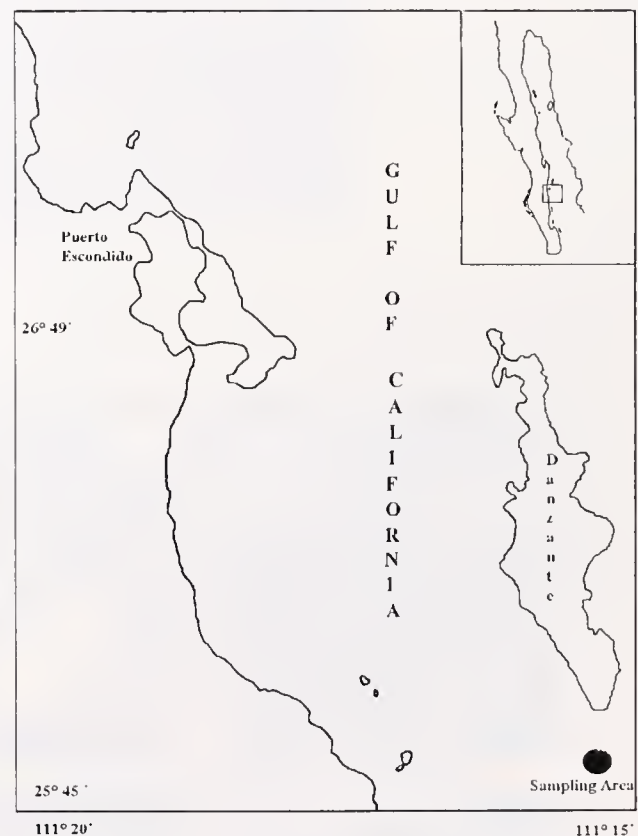 Puerto
Escondido
26° 49'
GULF OF CALIFORNIA
Danzante
Sampling Area
25° 45'
111° 20'
111° 15'